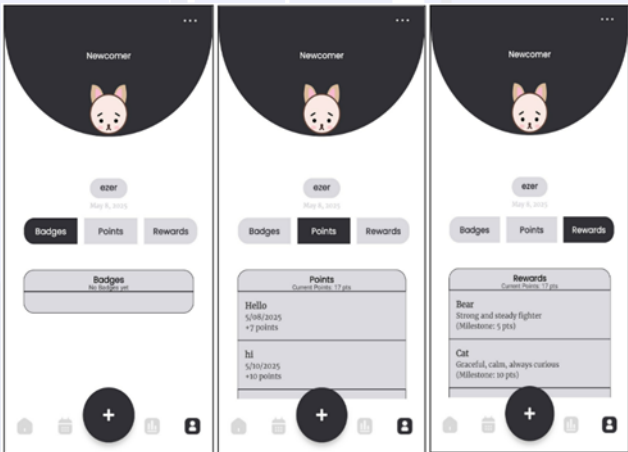 ...
Newcomer
ezer
May 8, 2025
Badges Points Rewards
Badges
No Badges yet
+
...
Newcomer
ezer
May 8, 2025
Badges Points Rewards
Points
Current Points: 17 pts
Hello
5/08/2025
+7 points
hi
5/10/2025
+10 points
+
...
Newcomer
ezer
May 8, 2025
Badges Points Rewards
Rewards
Current Points: 17 pts
Bear
Strong and steady fighter
(Milestone: 5 pts)
Cat
Graceful, calm, always curious
(Milestone: 10 pts)
+